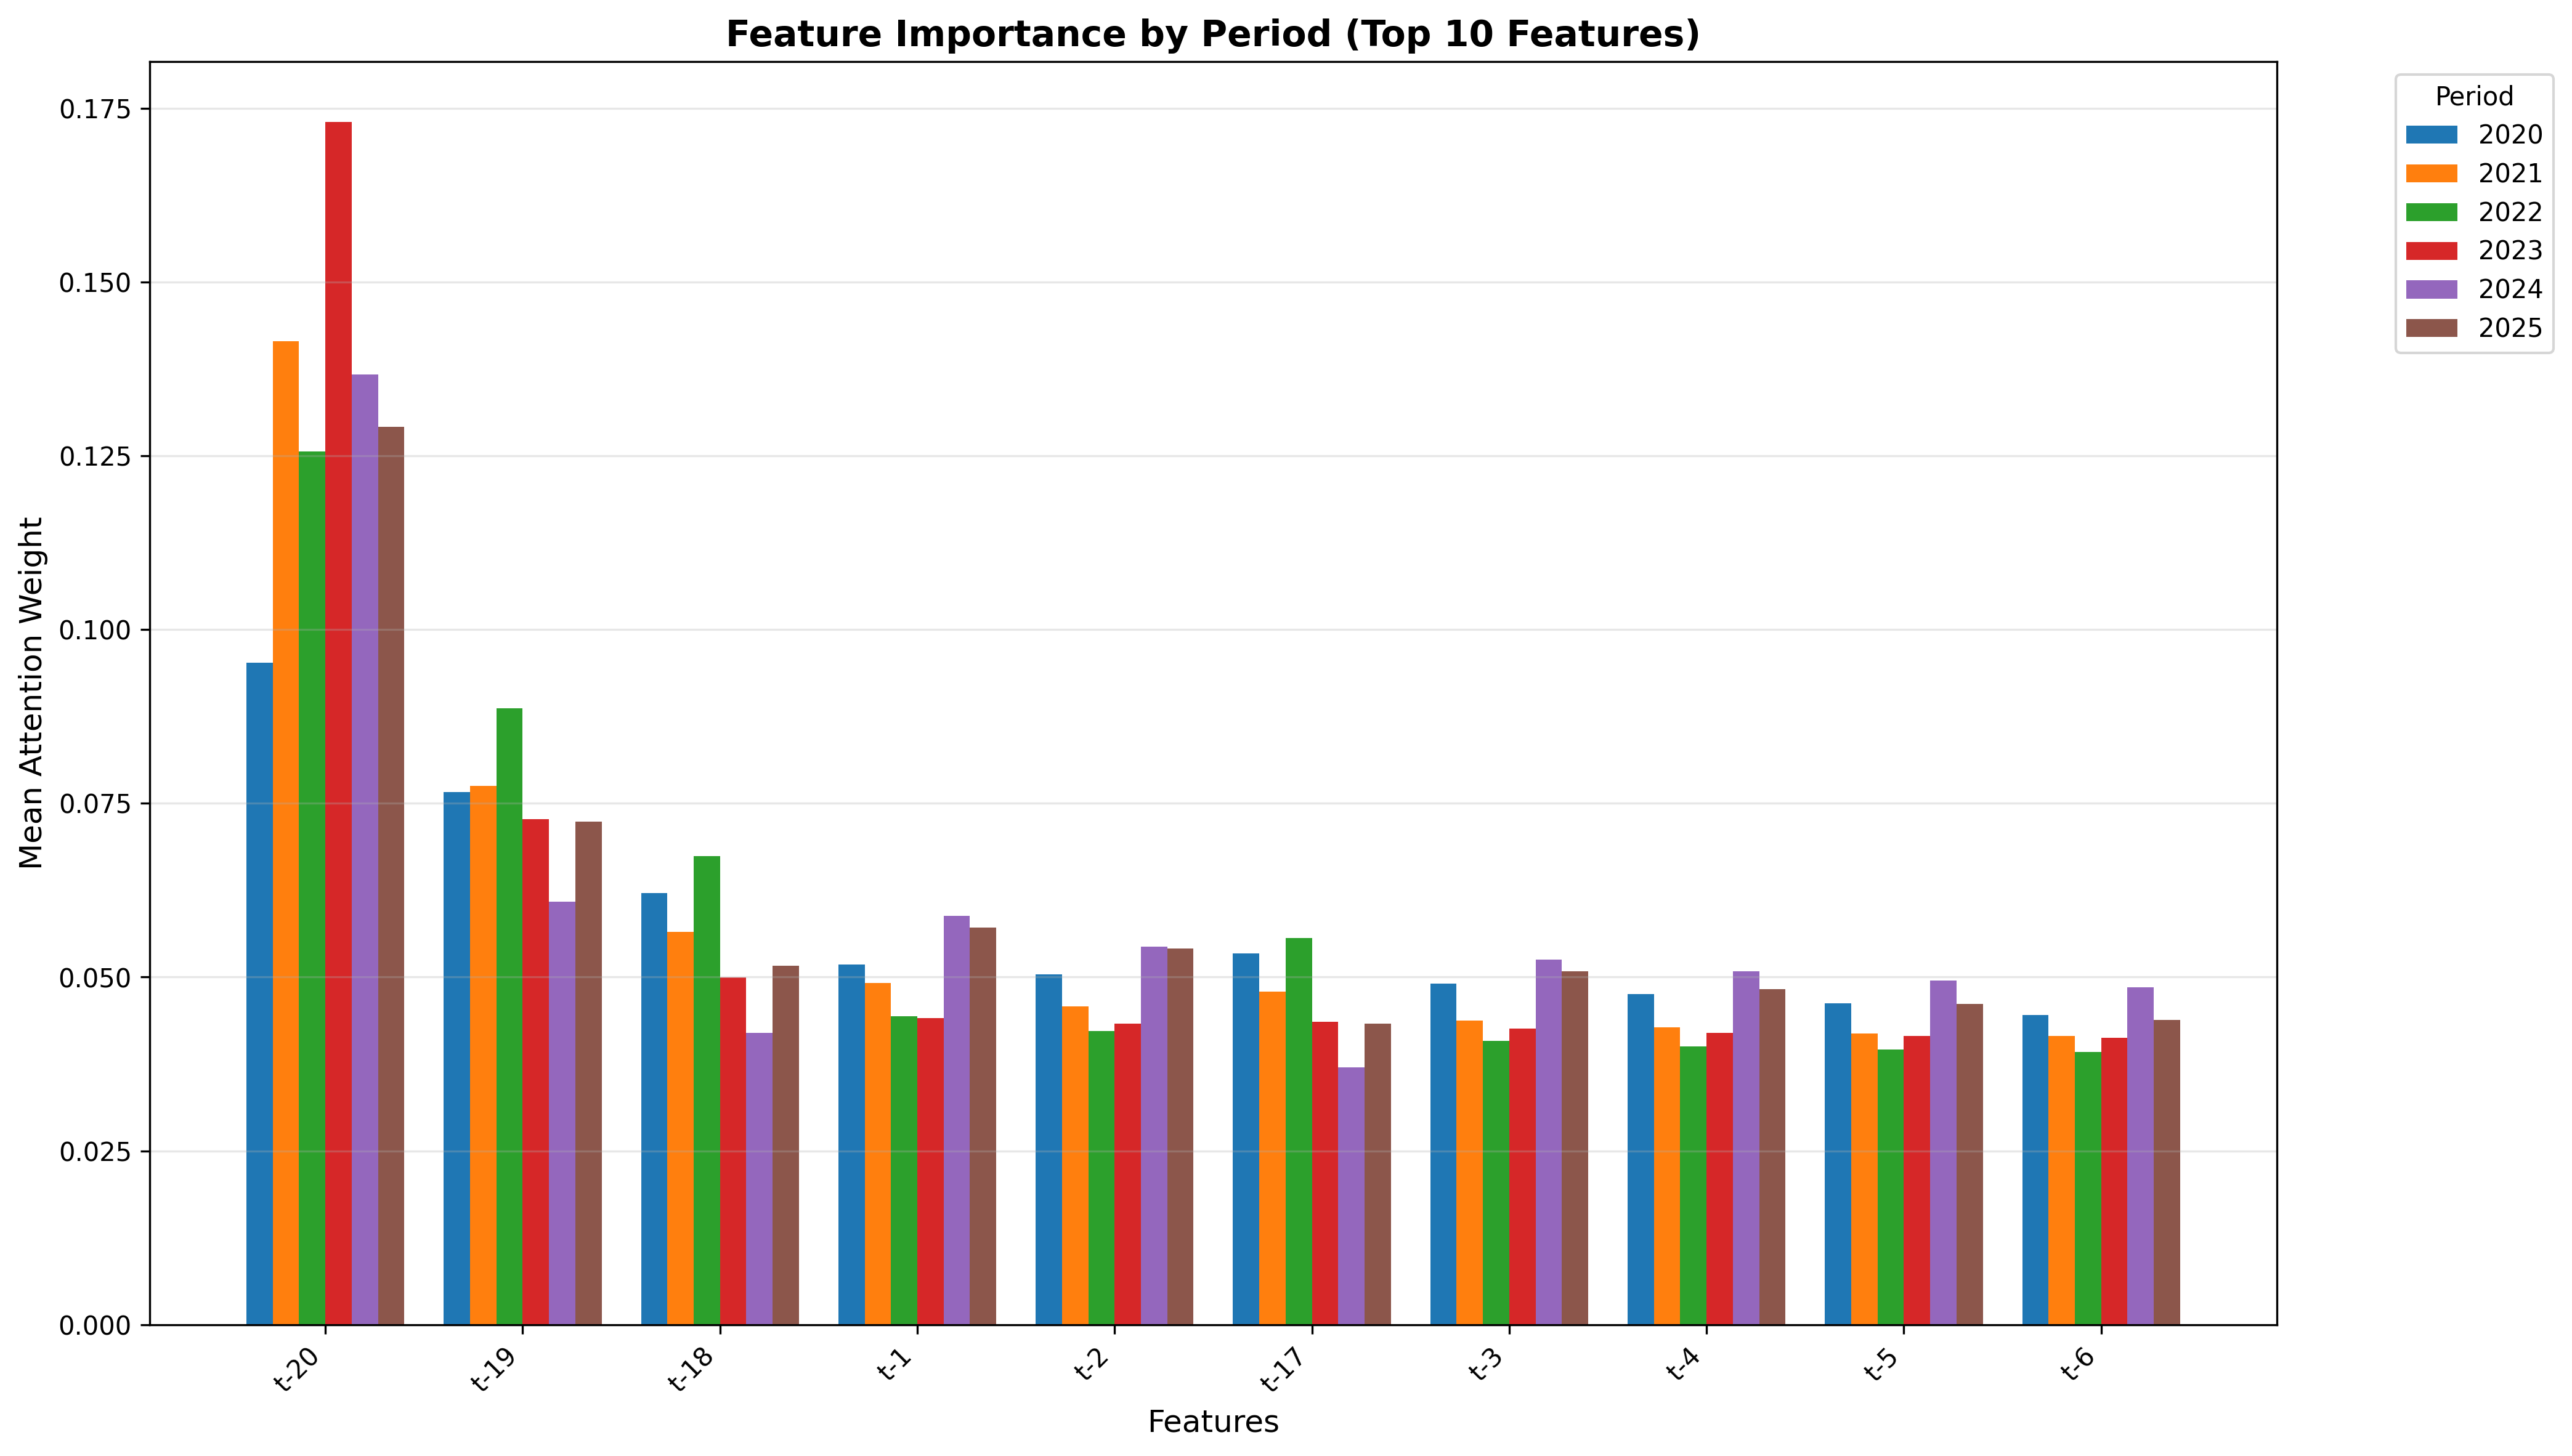 Feature Importance by Period (Top 10 Features)
Period
2020
2021
2022
2023
2024
2025
Mean Attention Weight
0.175
0.150
0.125
0.100
0.075
0.050
0.025
0.000
t-20
t-19
t-18
t-1
t-2
t-17
t-3
t-4
t-5
t-6
Features